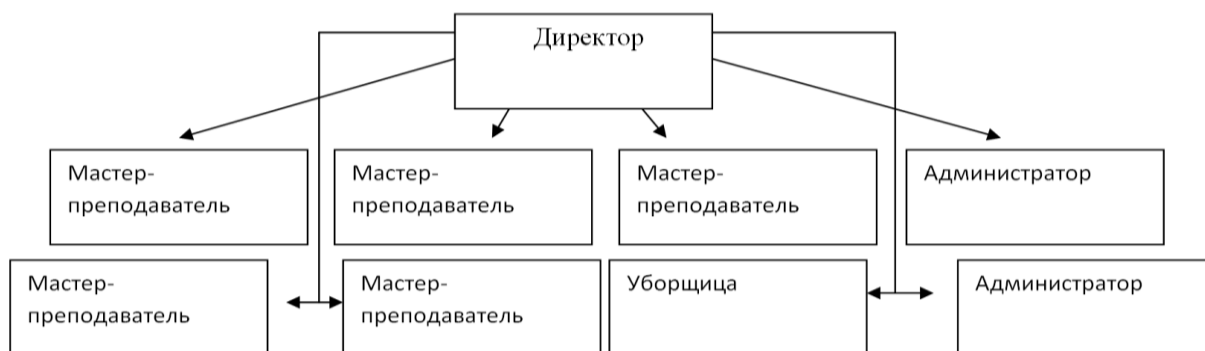 Директор
Мастер-
преподаватель
Мастер-
преподаватель
Мастер-
преподаватель
Администратор
Мастер-
преподаватель
Мастер-
преподаватель
Уборщица
Администратор